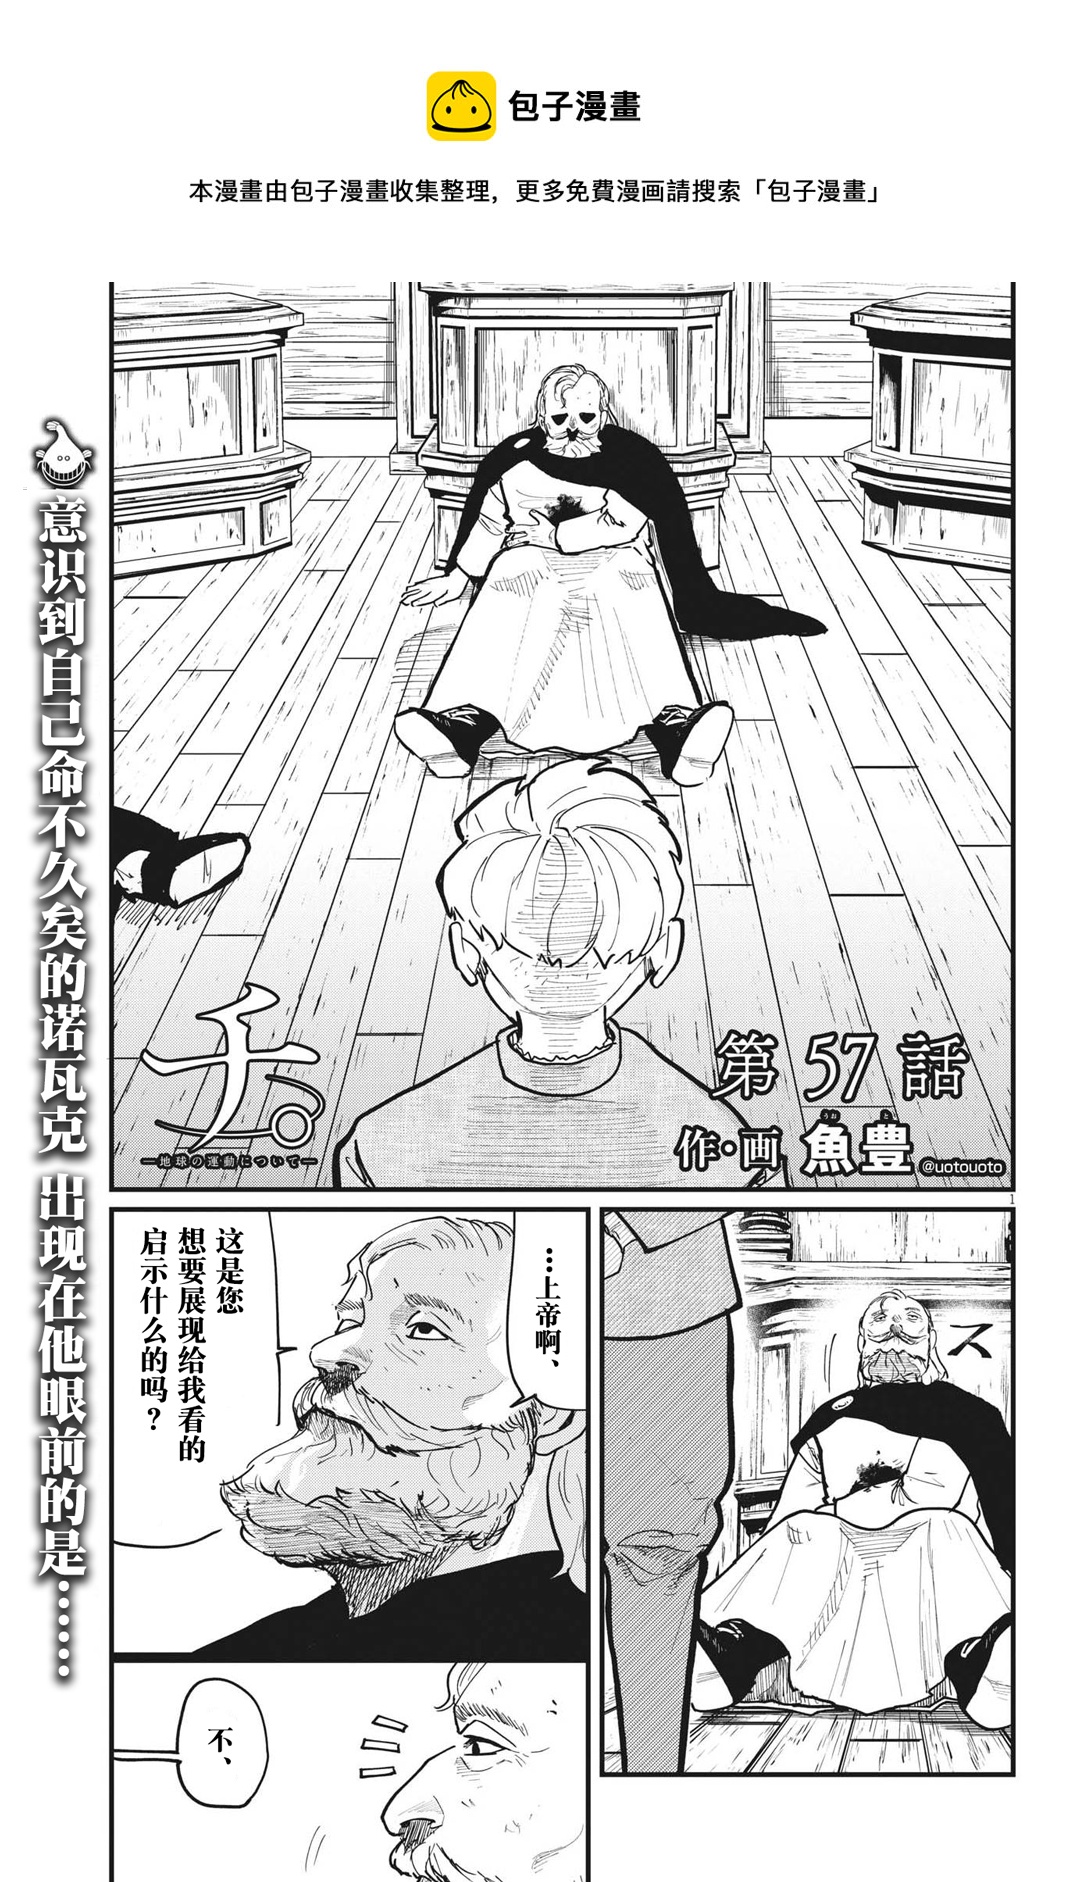 包子漫畫
本漫畫由包子漫畫收集整理，更多免費漫画請搜索「包子漫畫」
意识到自己命不久矣的诺瓦克 出现在他眼前的是……
チ。
―地球の運動について―
第57話
作・画 魚豊 @uotouoto
うお と
1
…上帝啊、
这是您
想要展现给我看的
启示什么的吗？
ス
不、